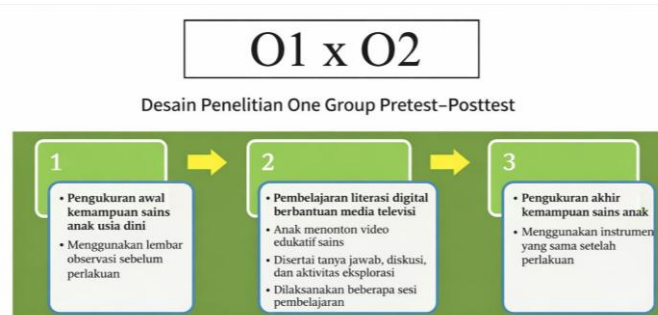 O1 x O2
Desain Penelitian One Group Pretest–Posttest
1
• Pengukuran awal
kemampuan sains
anak usia dini
• Menggunakan lembar
observasi sebelum
perlakuan
2
• Pembelajaran literasi digital
berbantuan media televisi
• Anak menonton video
edukatif sains
• Disertai tanya jawab, diskusi,
dan aktivitas eksplorasi
• Dilaksanakan beberapa sesi
pembelajaran
3
• Pengukuran akhir
kemampuan sains anak
• Menggunakan instrumen
yang sama setelah
perlakuan